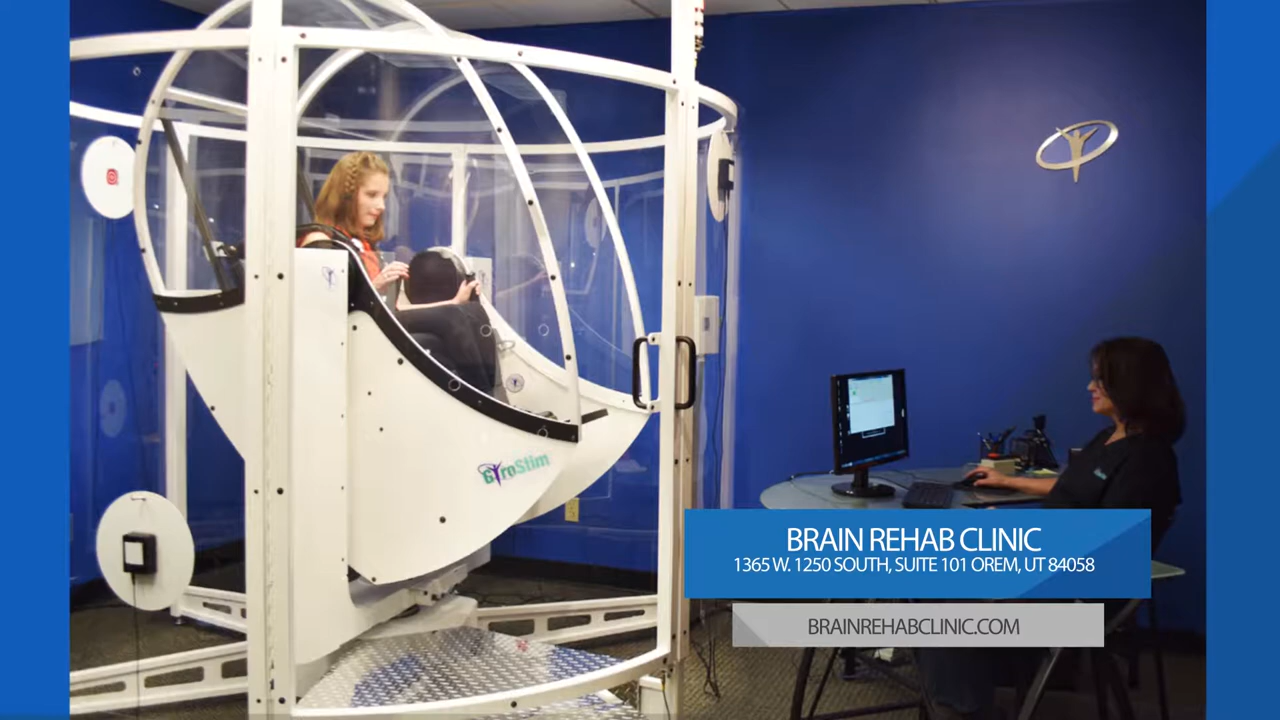 GyroStim
BRAIN REHAB CLINIC
1365 W. 1250 SOUTH, SUITE 101 OREM, UT 84058
BRAINREHABCLINIC.COM